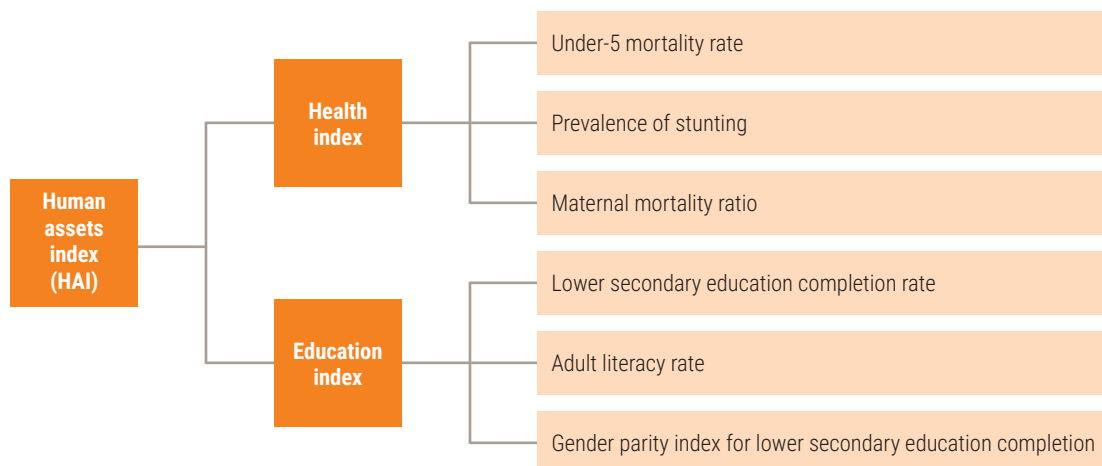 Human
assets
index
(HAI)
Health
index
Under-5 mortality rate
Prevalence of stunting
Maternal mortality ratio
Education
index
Lower secondary education completion rate
Adult literacy rate
Gender parity index for lower secondary education completion